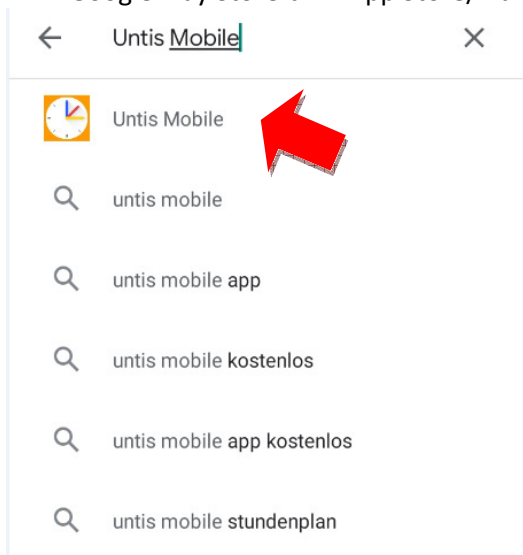 Untis Mobile
Untis Mobile
untis mobile
untis mobile app
untis mobile kostenlos
untis mobile app kostenlos
untis mobile stundenplan